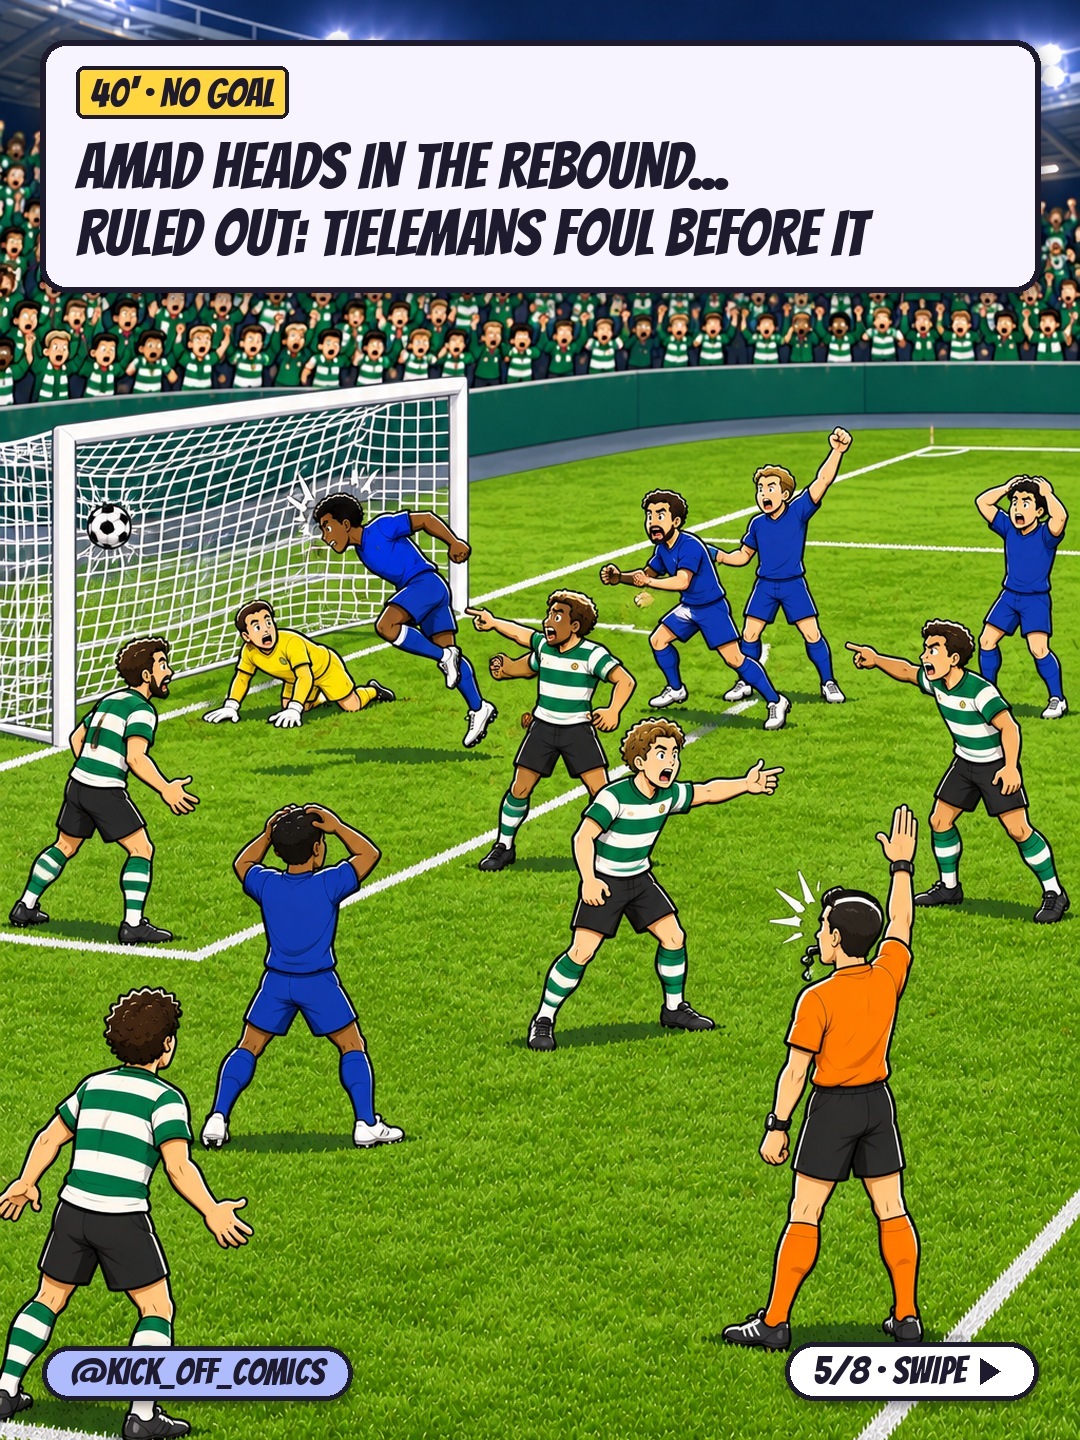 40' • NO GOAL
AMAD HEADS IN THE REBOUND...
RULED OUT: TIELEMANS FOUL BEFORE IT
@KICK_OFF_COMICS
5/8 • SWIPE ▶